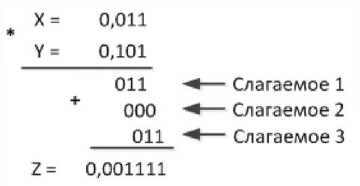 X = 0,011
*
Y = 0,101
011 Слагаемое 1
+
000 Слагаемое 2
011 Слагаемое 3
Z = 0,001111